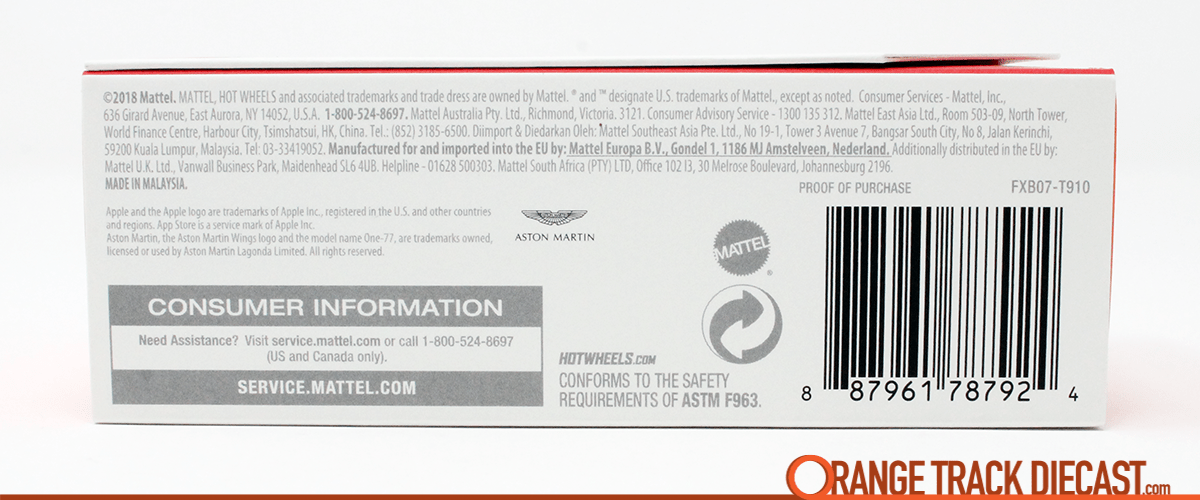 ©2018 Mattel. MATTEL, HOT WHEELS and associated trademarks and trade dress are owned by Mattel. ® and ™ designate U.S. trademarks of Mattel., except as noted. Consumer Services - Mattel, Inc.,
636 Girard Avenue, East Aurora, NY 14052, U.S.A. 1-800-524-8697. Mattel Australia Pty. Ltd., Richmond, Victoria. 3121. Consumer Advisory Service - 1300 135 312. Mattel East Asia Ltd., Room 503-09, North Tower,
World Finance Centre, Harbour City, Tsimshatsui, HK, China. Tel.: (852) 3185-6500. Diimport & Diedarkan Oleh: Mattel Southeast Asia Pte. Ltd., No 19-1, Tower 3 Avenue 7, Bangsar South City, No 8, Jalan Kerinchi,
59200 Kuala Lumpur, Malaysia. Tel: 03-33419052. Manufactured for and imported into the EU by: Mattel Europa B.V., Gondel 1, 1186 MJ Amstelveen, Nederland. Additionally distributed in the EU by:
Mattel U.K. Ltd., Vanwall Business Park, Maidenhead SL6 4UB. Helpline - 01628 500303. Mattel South Africa (PTY) LTD, Office 102 I3, 30 Melrose Boulevard, Johannesburg 2196.
MADE IN MALAYSIA.
PROOF OF PURCHASE FXB07-T910
Apple and the Apple logo are trademarks of Apple Inc., registered in the U.S. and other countries
and regions. App Store is a service mark of Apple Inc.
Aston Martin, the Aston Martin Wings logo and the model name One-77, are trademarks owned,
licensed or used by Aston Martin Lagonda Limited. All rights reserved.
ASTON MARTIN
MATTEL ®
CONSUMER INFORMATION
Need Assistance? Visit service.mattel.com or call 1-800-524-8697
(US and Canada only).
SERVICE.MATTEL.COM
HOTWHEELS.COM
CONFORMS TO THE SAFETY
REQUIREMENTS OF ASTM F963.
8 87961 78792 4
ORANGE TRACK DIECAST.com